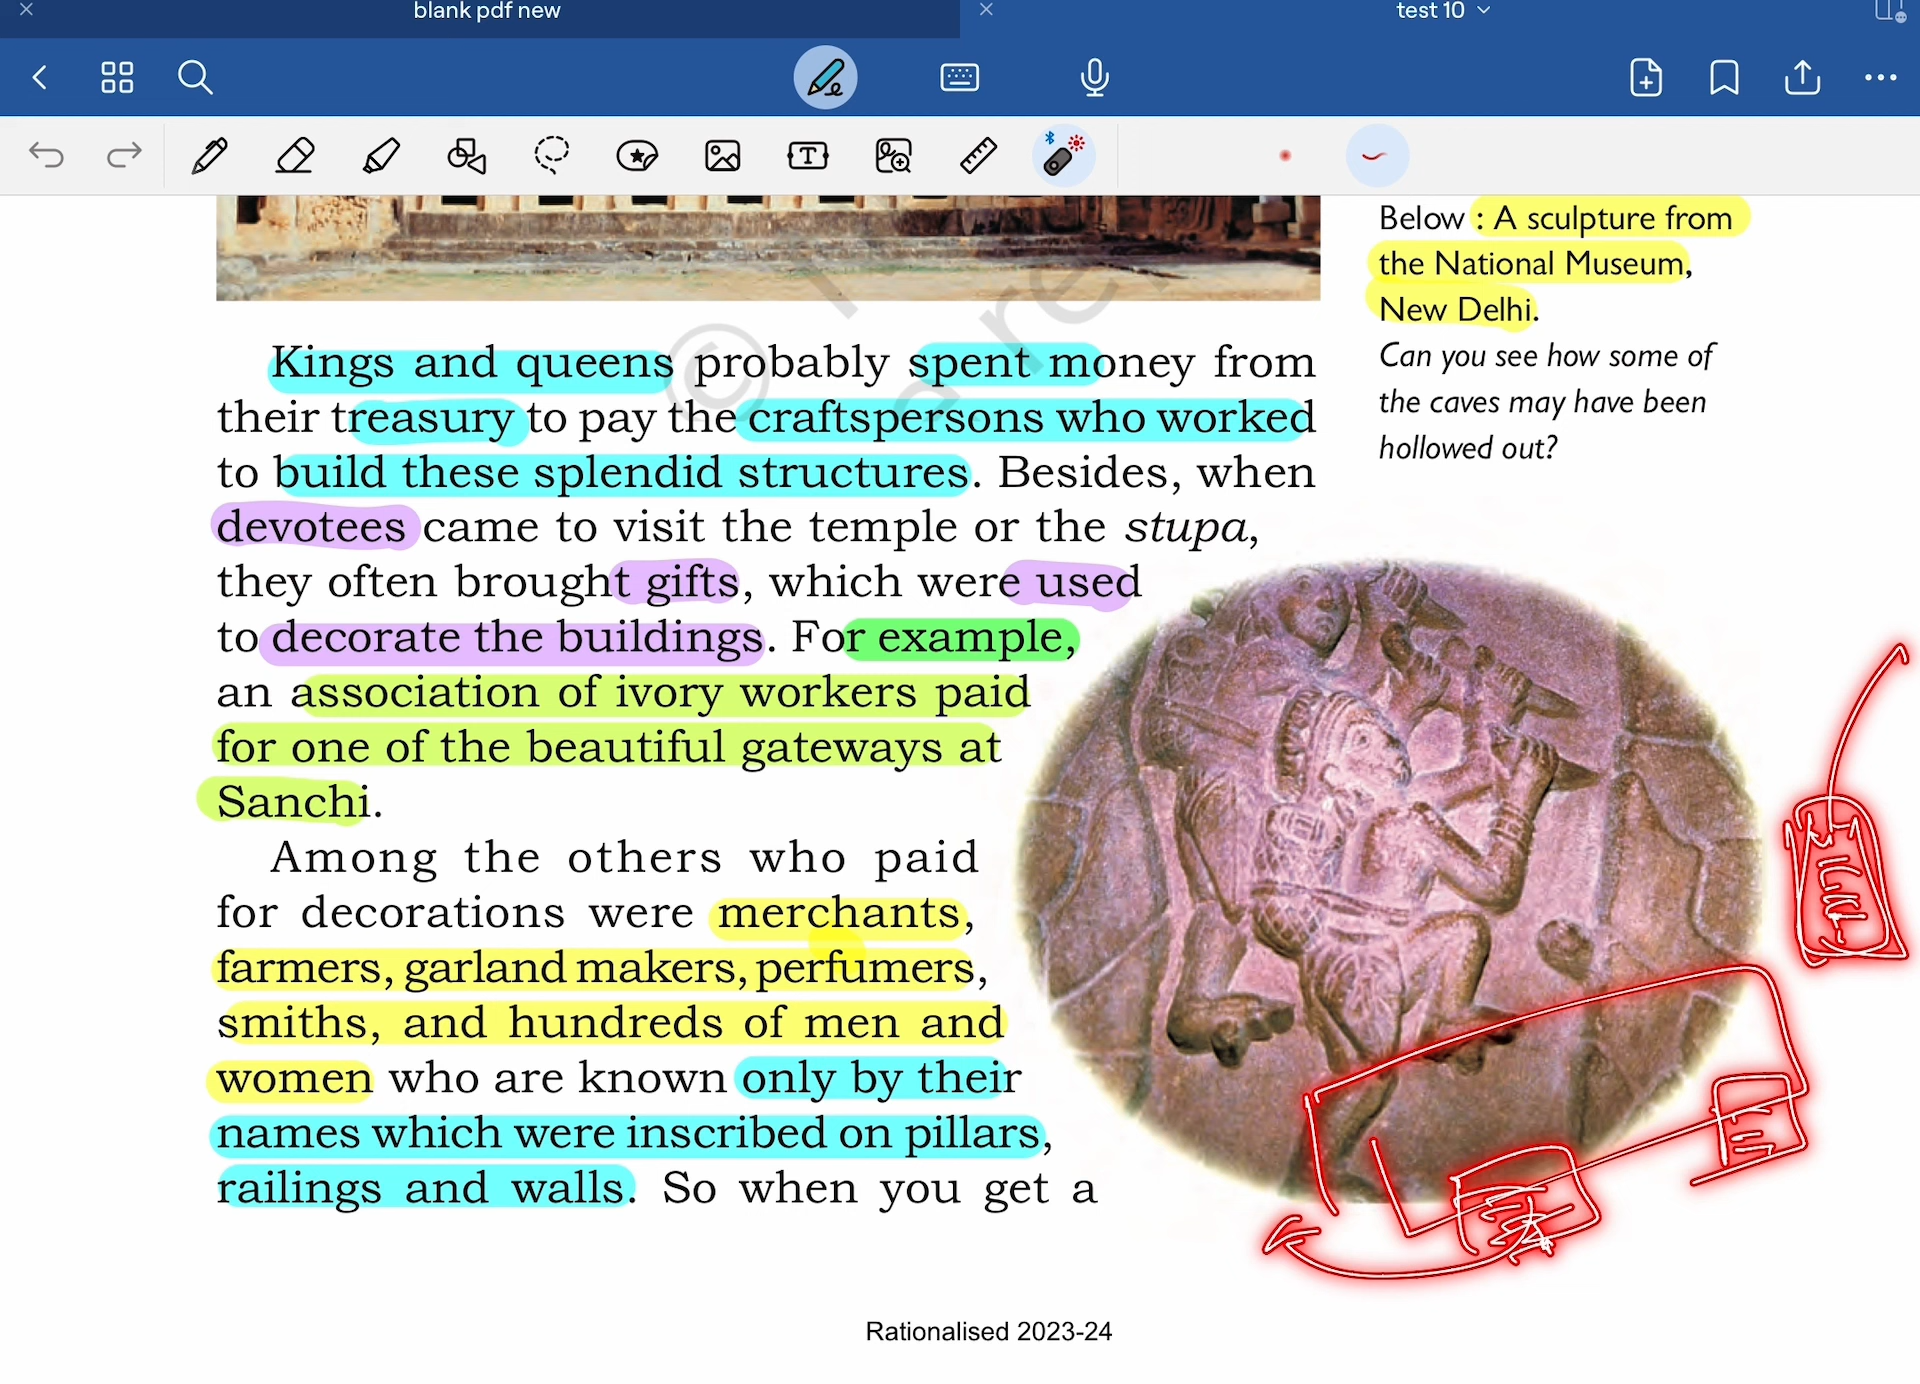 blank pdf new
test 10
Below : A sculpture from
the National Museum,
New Delhi.
Can you see how some of
the caves may have been
hollowed out?
Kings and queens probably spent money from
their treasury to pay the craftspersons who worked
to build these splendid structures. Besides, when
devotees came to visit the temple or the stupa,
they often brought gifts, which were used
to decorate the buildings. For example,
an association of ivory workers paid
for one of the beautiful gateways at
Sanchi.
Among the others who paid
for decorations were merchants,
farmers, garland makers, perfumers,
smiths, and hundreds of men and
women who are known only by their
names which were inscribed on pillars,
railings and walls. So when you get a
Rationalised 2023-24